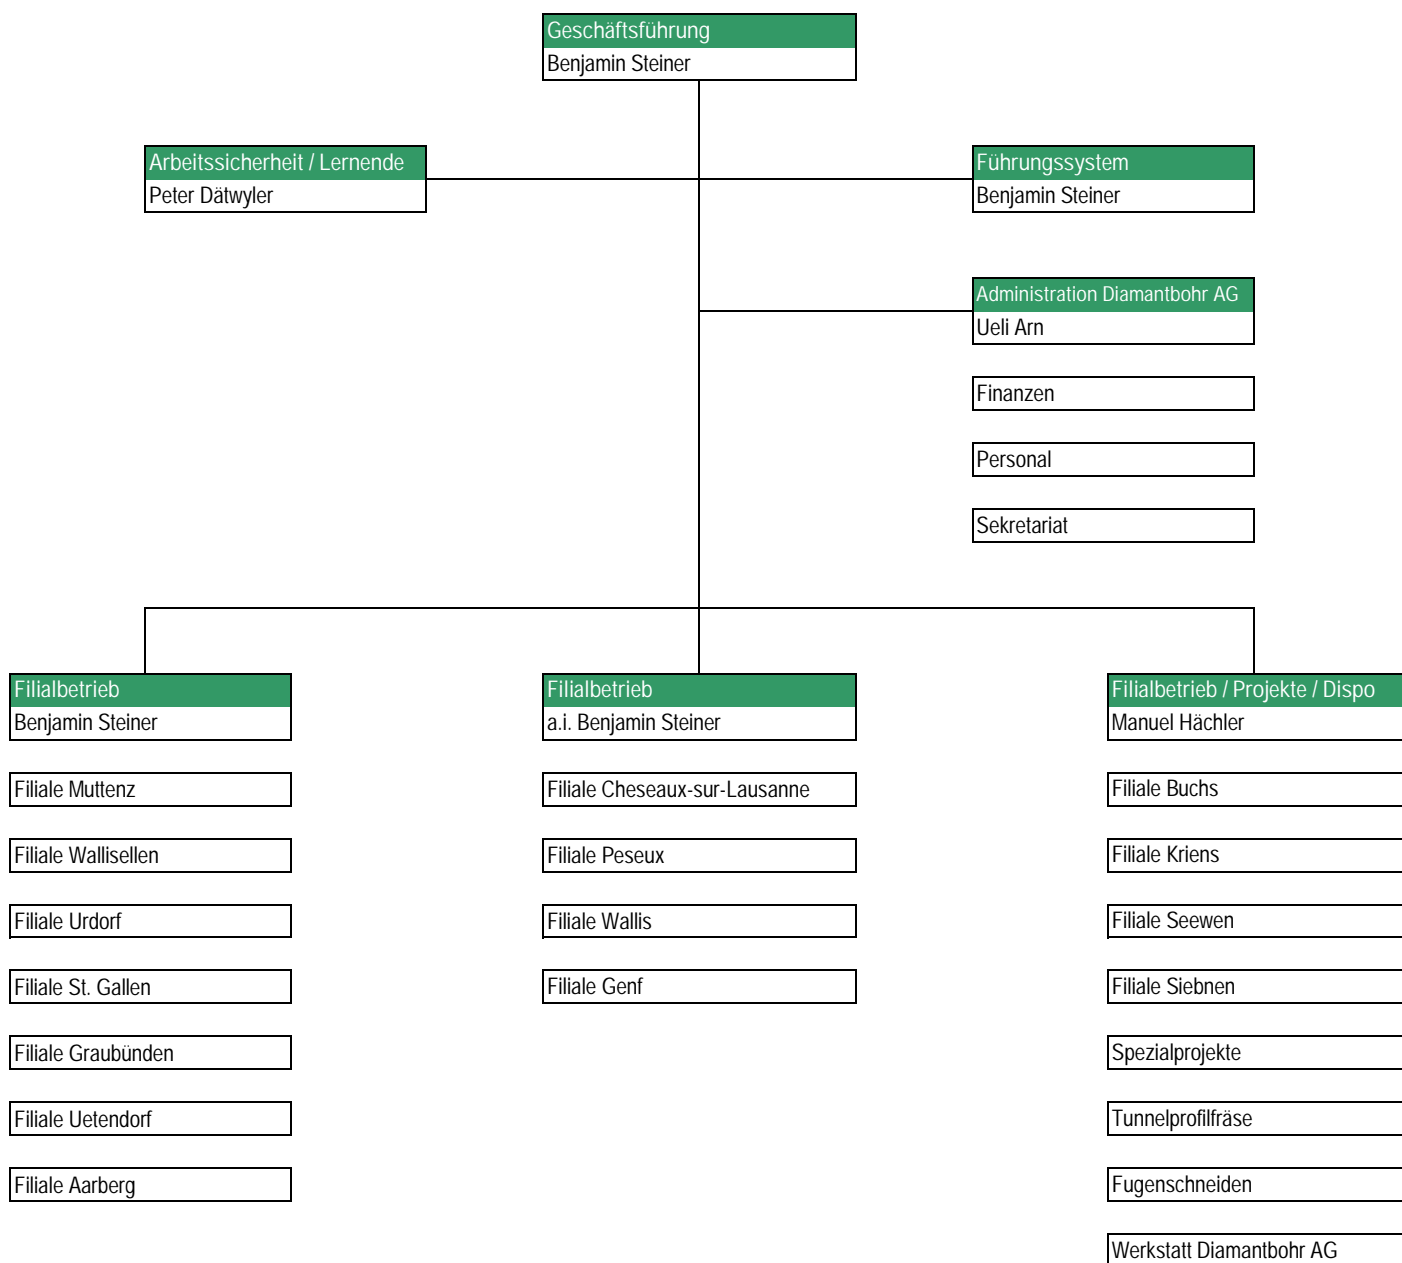 Geschäftsführung
Benjamin Steiner
Arbeitssicherheit / Lernende
Peter Dätwyler
Führungssystem
Benjamin Steiner
Administration Diamantbohr AG
Ueli Arn
Finanzen
Personal
Sekretariat
Filialbetrieb
Benjamin Steiner
Filiale Muttenz
Filiale Wallisellen
Filiale Urdorf
Filiale St. Gallen
Filiale Graubünden
Filiale Uetendorf
Filiale Aarberg
Filialbetrieb
a.i. Benjamin Steiner
Filiale Cheseaux-sur-Lausanne
Filiale Peseux
Filiale Wallis
Filiale Genf
Filialbetrieb / Projekte / Dispo
Manuel Hächler
Filiale Buchs
Filiale Kriens
Filiale Seewen
Filiale Siebnen
Spezialprojekte
Tunnelprofilfräse
Fugenschneiden
Werkstatt Diamantbohr AG